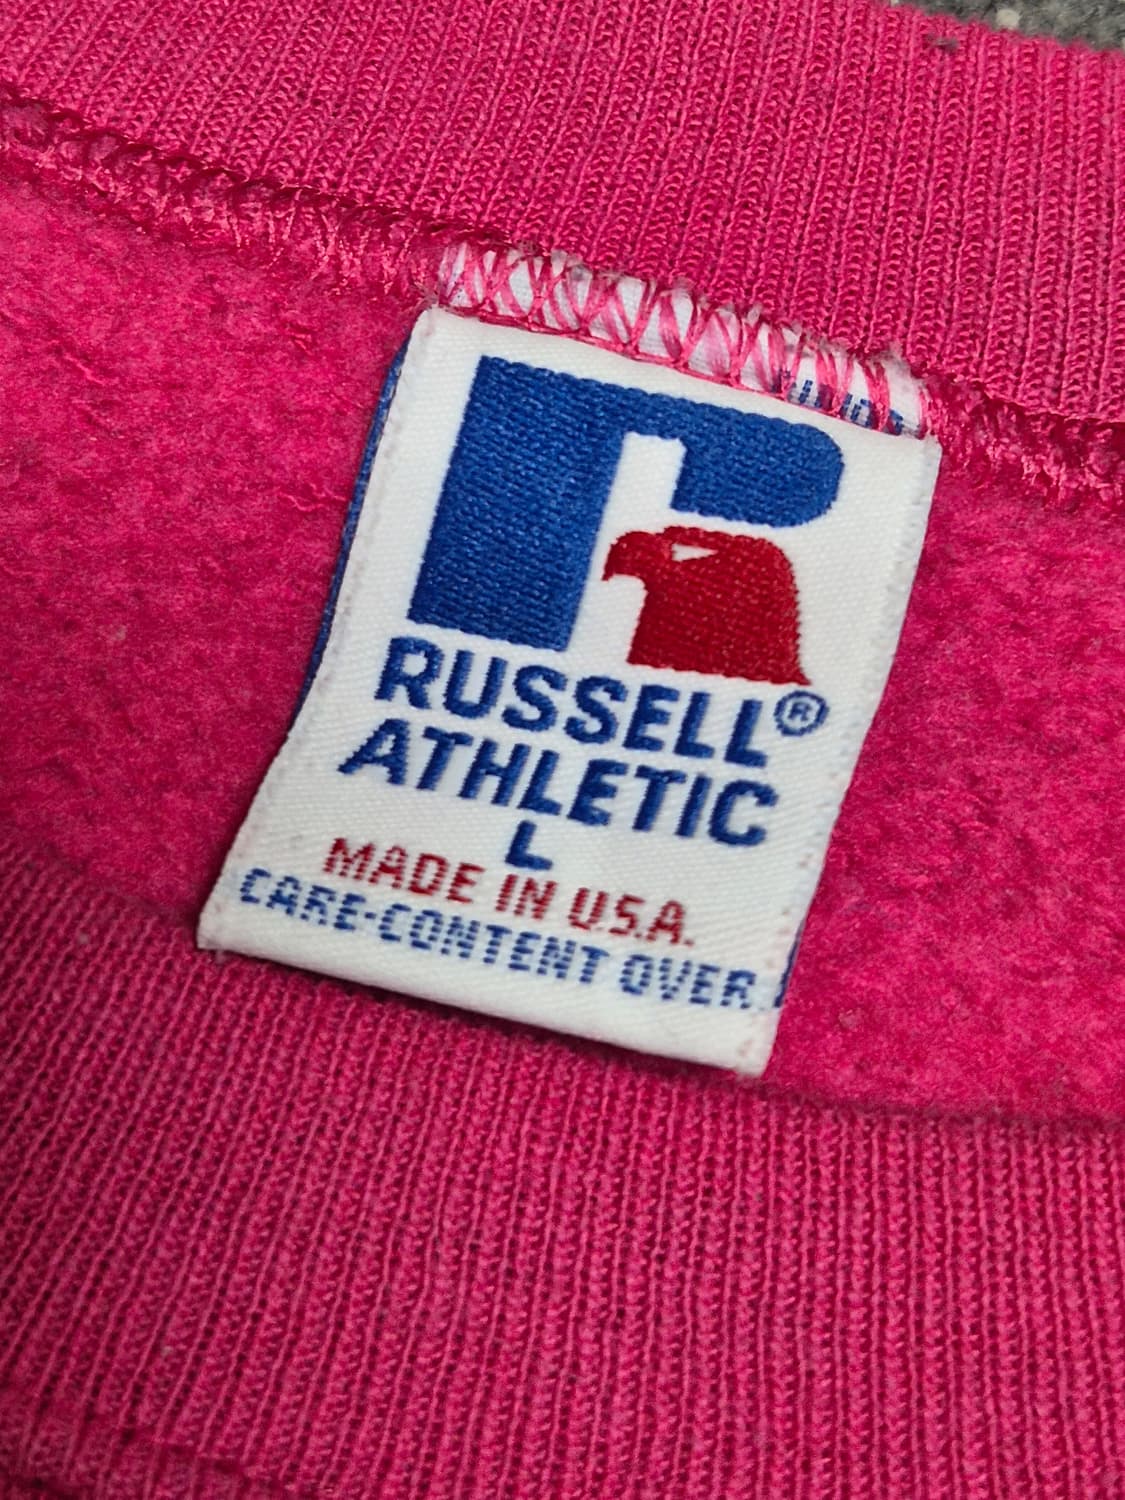 RUSSELL®
ATHLETIC
L
MADE IN U.S.A.
CARE-CONTENT OVER